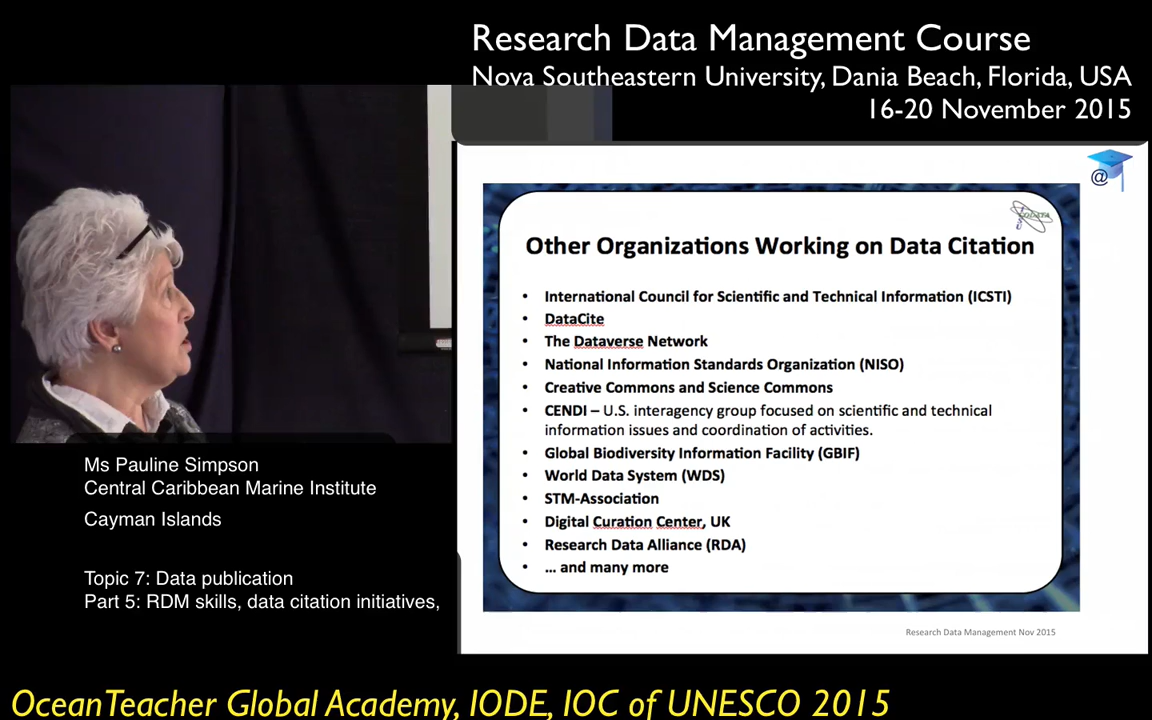 Research Data Management Course
Nova Southeastern University, Dania Beach, Florida, USA
16-20 November 2015
@
Other Organizations Working on Data Citation
• International Council for Scientific and Technical Information (ICSTI)
• DataCite
• The Dataverse Network
• National Information Standards Organization (NISO)
• Creative Commons and Science Commons
• CENDI – U.S. interagency group focused on scientific and technical
information issues and coordination of activities.
• Global Biodiversity Information Facility (GBIF)
• World Data System (WDS)
• STM-Association
• Digital Curation Center, UK
• Research Data Alliance (RDA)
• … and many more
Research Data Management Nov 2015
Ms Pauline Simpson
Central Caribbean Marine Institute
Cayman Islands
Topic 7: Data publication
Part 5: RDM skills, data citation initiatives,
OceanTeacher Global Academy, IODE, IOC of UNESCO 2015